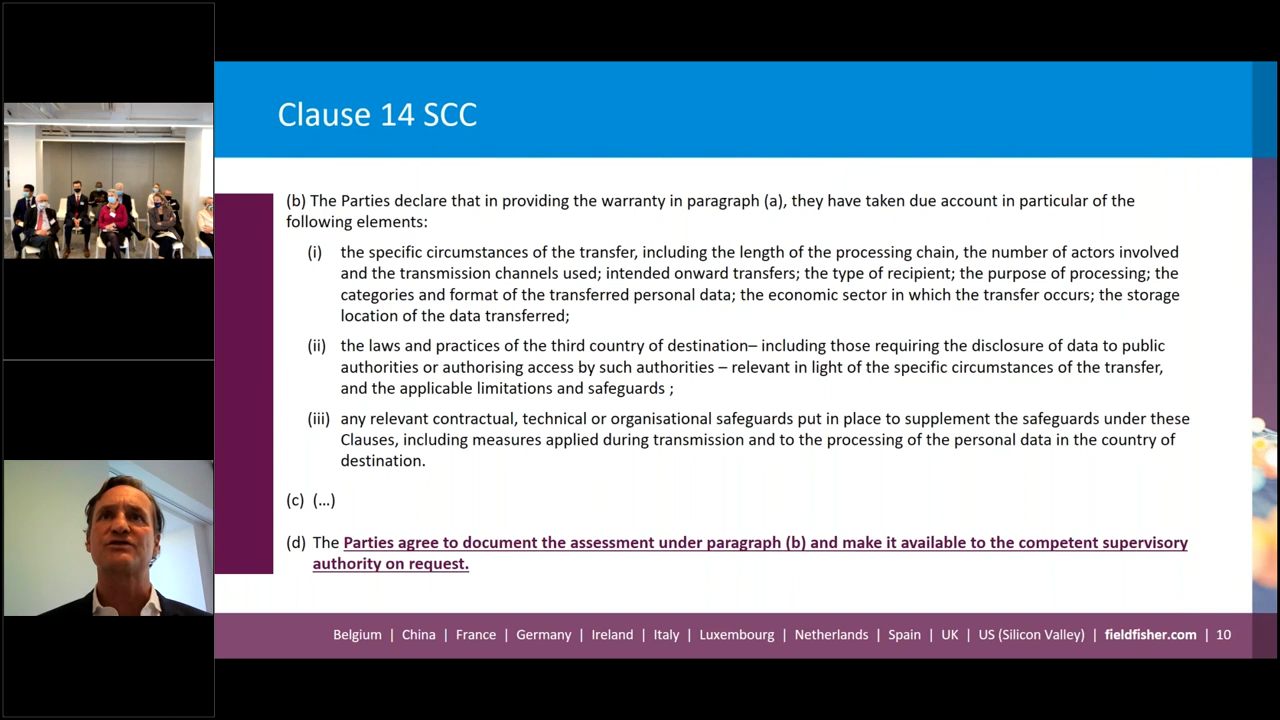 Clause 14 SCC
(b) The Parties declare that in providing the warranty in paragraph (a), they have taken due account in particular of the
following elements:
(i) the specific circumstances of the transfer, including the length of the processing chain, the number of actors involved
and the transmission channels used; intended onward transfers; the type of recipient; the purpose of processing; the
categories and format of the transferred personal data; the economic sector in which the transfer occurs; the storage
location of the data transferred;
(ii) the laws and practices of the third country of destination– including those requiring the disclosure of data to public
authorities or authorising access by such authorities – relevant in light of the specific circumstances of the transfer,
and the applicable limitations and safeguards ;
(iii) any relevant contractual, technical or organisational safeguards put in place to supplement the safeguards under these
Clauses, including measures applied during transmission and to the processing of the personal data in the country of
destination.
(c) (…)
(d) The Parties agree to document the assessment under paragraph (b) and make it available to the competent supervisory
authority on request.
Belgium | China | France | Germany | Ireland | Italy | Luxembourg | Netherlands | Spain | UK | US (Silicon Valley) | fieldfisher.com | 10